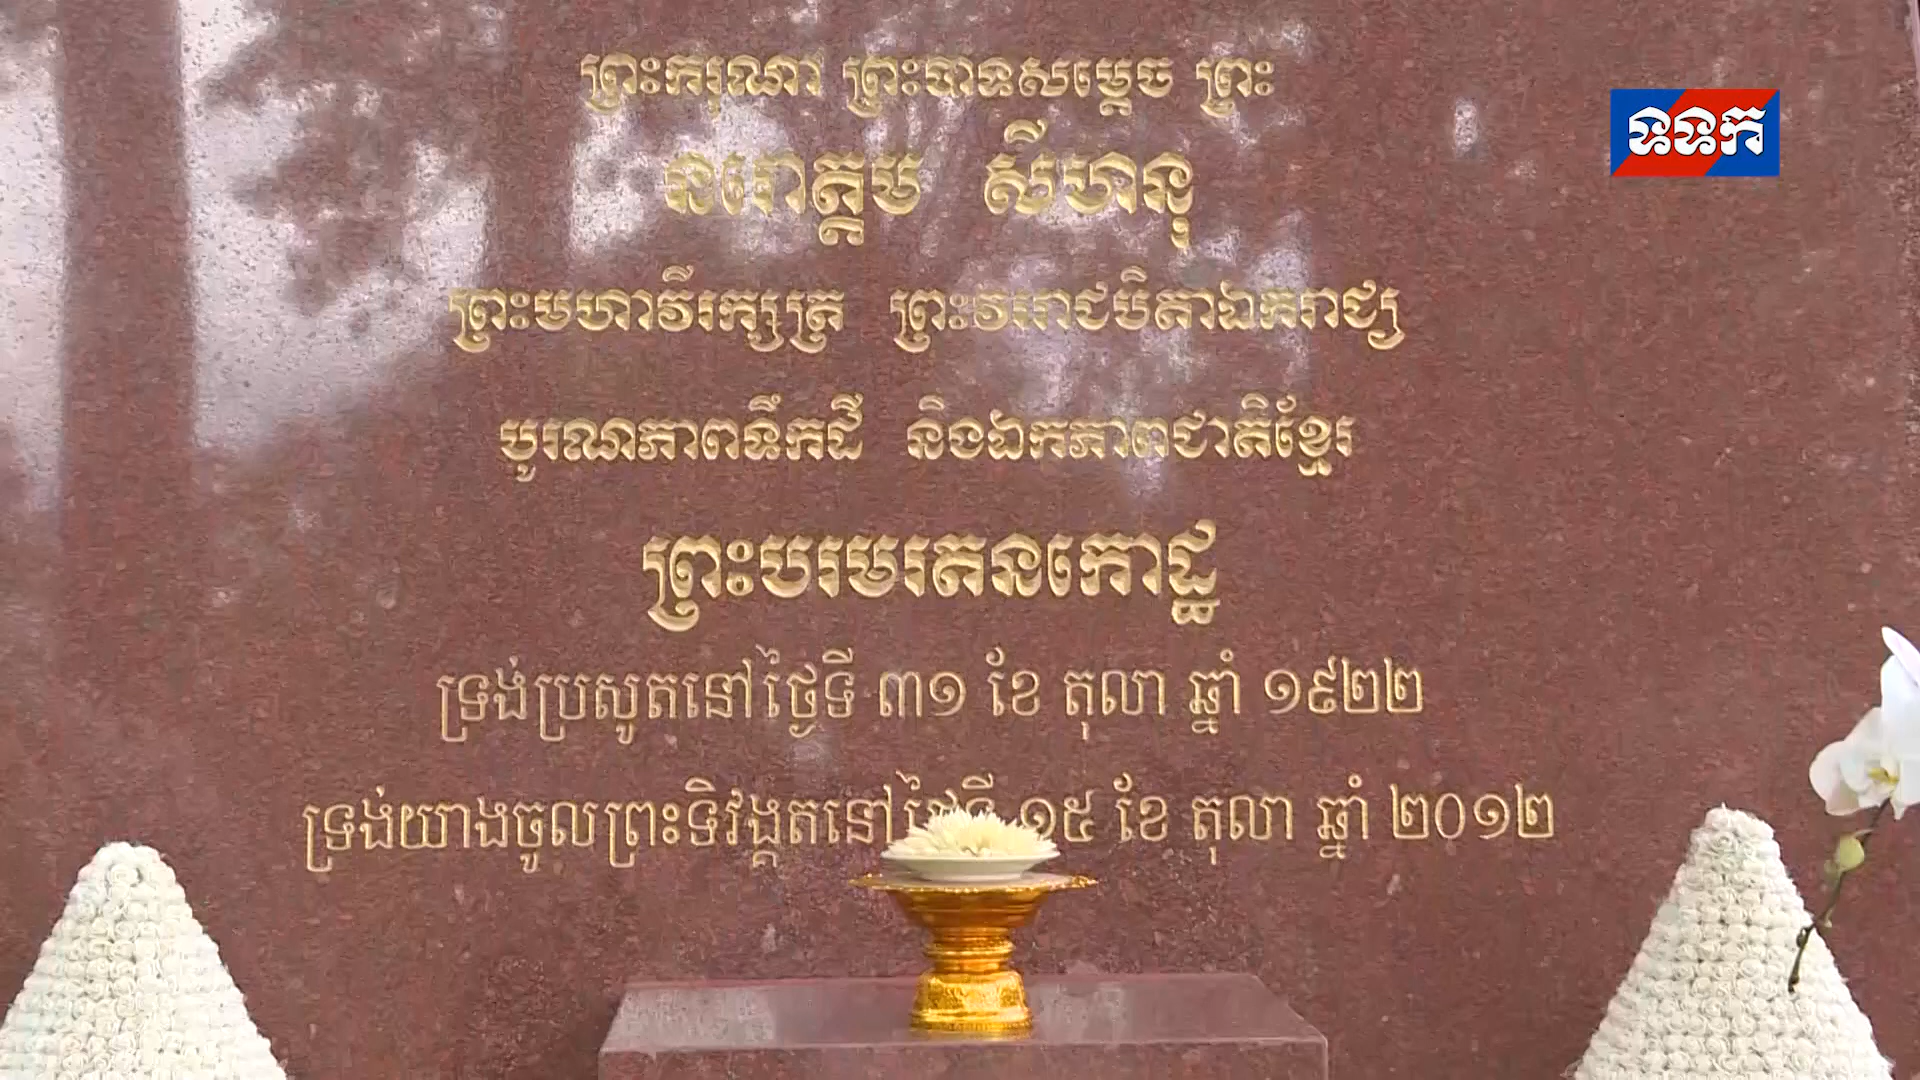 ព្រះករុណា ព្រះបាទសម្តេច ព្រះ
ទទក
នរោត្តម សីហនុ
ព្រះមហាវីរក្សត្រ ព្រះវររាជបិតាឯករាជ្យ
បូរណភាពទឹកដី និងឯកភាពជាតិខ្មែរ
ព្រះបរមរតនកោដ្ឋ
ទ្រង់ប្រសូតនៅថ្ងៃទី ៣១ ខែ តុលា ឆ្នាំ ១៩២២
ទ្រង់យាងចូលព្រះទិវង្គតនៅថ្ងៃទី ១៥ ខែ តុលា ឆ្នាំ ២០១២